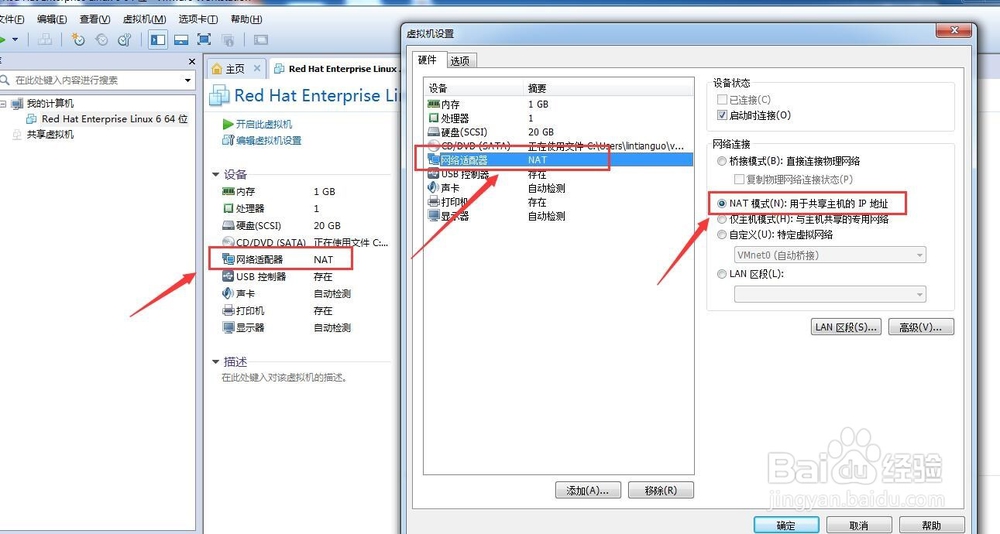 Red Hat Enterprise Linux 6 64 位 - VMware Workstation
文件(F) 编辑(E) 查看(V) 虚拟机(M) 选项卡(T) 帮助(H)
在此处键入内容进行搜索
我的计算机
Red Hat Enterprise Linux 6 64 位
共享虚拟机
主页
Red Hat Enterprise Linux
Red Hat Enterprise Li
开启此虚拟机
编辑虚拟机设置
设备
内存 1 GB
处理器 1
硬盘(SCSI) 20 GB
CD/DVD (SATA) 正在使用文件 C:...
网络适配器 NAT
USB 控制器 存在
声卡 自动检测
打印机 存在
显示器 自动检测
描述
在此处键入对该虚拟机的描述。
虚拟机设置
硬件 选项
设备 摘要
内存 1 GB
处理器 1
硬盘(SCSI) 20 GB
CD/DVD (SATA) 正在使用文件 C:\Users\lintianguo\v...
网络适配器 NAT
USB 控制器 存在
声卡 自动检测
打印机 存在
显示器 自动检测
添加(A)... 移除(R)
设备状态
已连接(C)
启动时连接(O)
网络连接
桥接模式(B): 直接连接物理网络
复制物理网络连接状态(P)
NAT 模式(N): 用于共享主机的 IP 地址
仅主机模式(H): 与主机共享的专用网络
自定义(U): 特定虚拟网络
VMnet0 (自动桥接)
LAN 区段(L):
LAN 区段(S)... 高级(V)...
确定 取消 帮助
Baidu 经验
jingyan.baidu.com